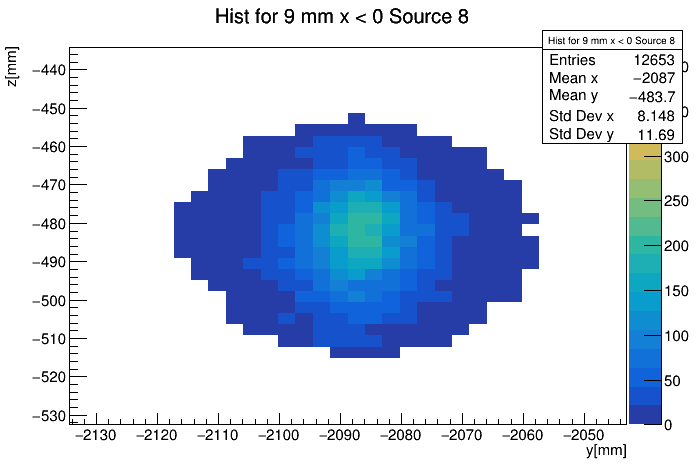 Hist for 9 mm x < 0 Source 8
Hist for 9 mm x < 0 Source 8
Entries 12653
Mean x −2087
Mean y −483.7
Std Dev x 8.148
Std Dev y 11.69
z[mm]
−440
−450
−460
−470
−480
−490
−500
−510
−520
−530
−2130 −2120 −2110 −2100 −2090 −2080 −2070 −2060 −2050
y[mm]
0
0
300
250
200
150
100
50
0